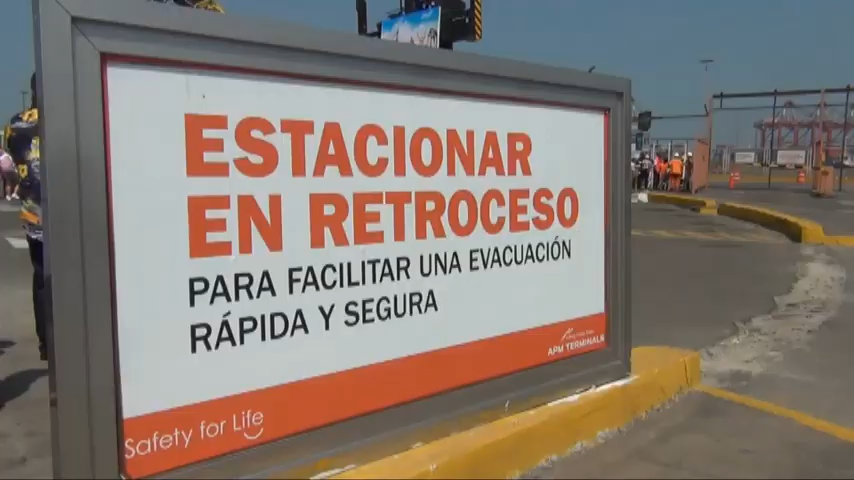 ESTACIONAR
EN RETROCESO
PARA FACILITAR UNA EVACUACIÓN
RÁPIDA Y SEGURA
APM TERMINALS
Safety for Life